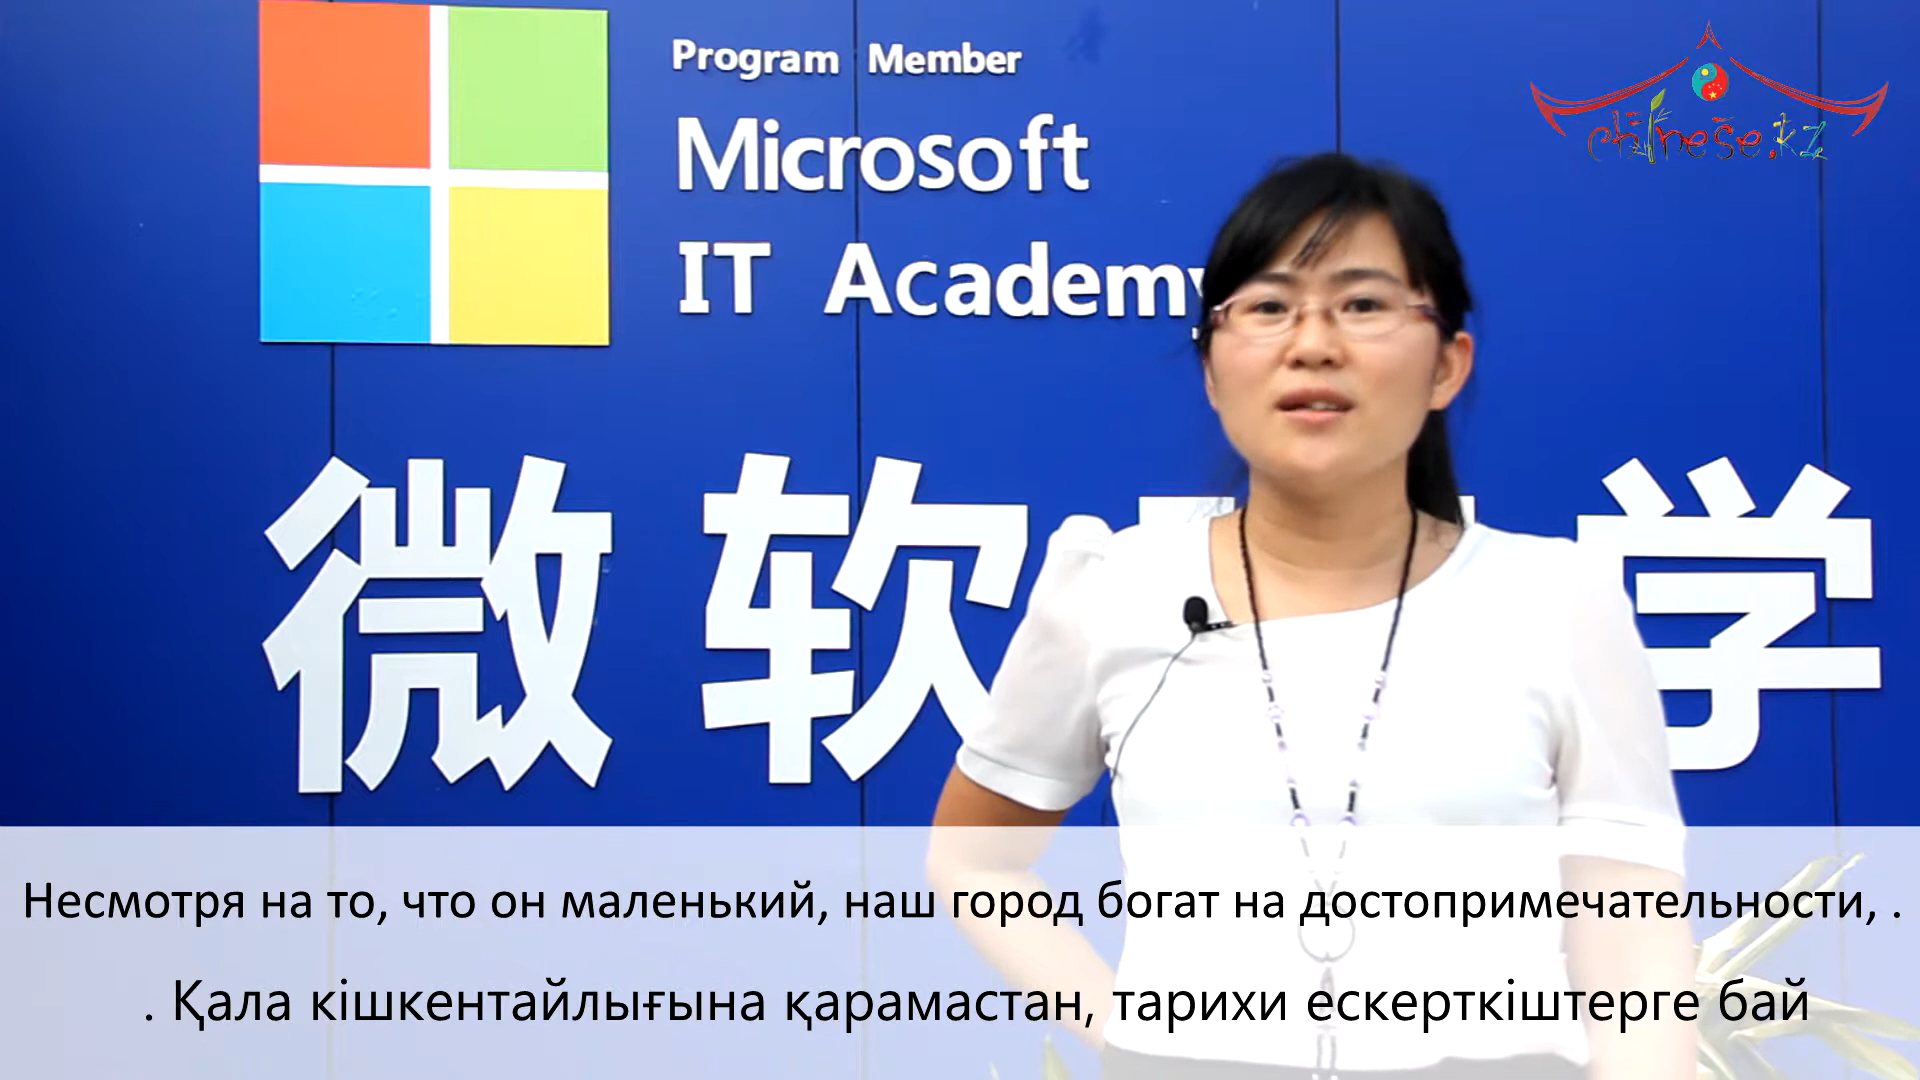 Program Member
Microsoft
IT Academy
chinese.kz
微软 学
Несмотря на то, что он маленький, наш город богат на достопримечательности, .
. Қала кішкентайлығына қарамастан, тарихи ескерткіштерге бай